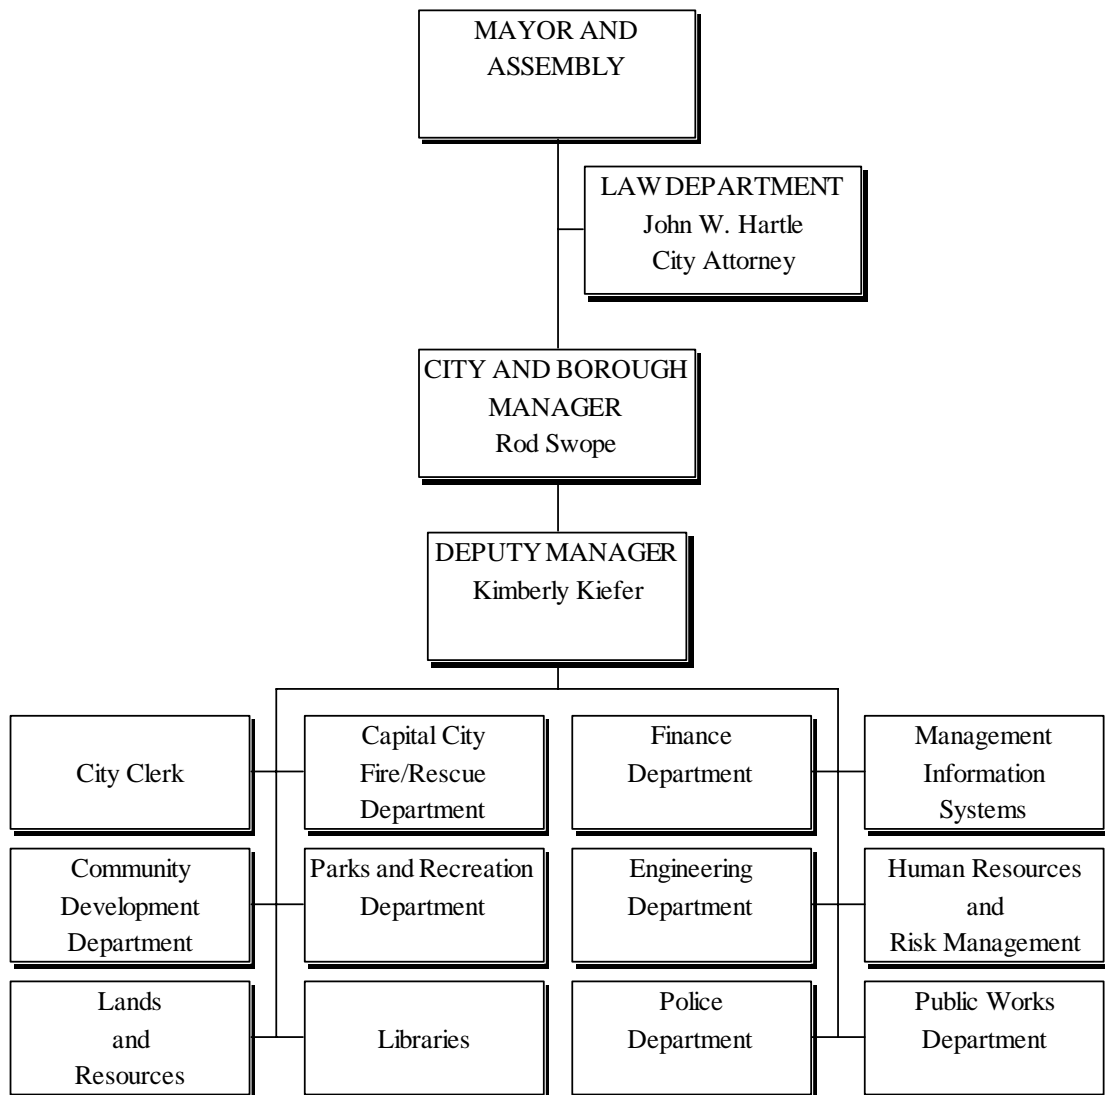 MAYOR AND
ASSEMBLY
LAW DEPARTMENT
John W. Hartle
City Attorney
CITY AND BOROUGH
MANAGER
Rod Swope
DEPUTY MANAGER
Kimberly Kiefer
City Clerk
Capital City
Fire/Rescue
Department
Finance
Department
Management
Information
Systems
Community
Development
Department
Parks and Recreation
Department
Engineering
Department
Human Resources
and
Risk Management
Lands
and
Resources
Libraries
Police
Department
Public Works
Department